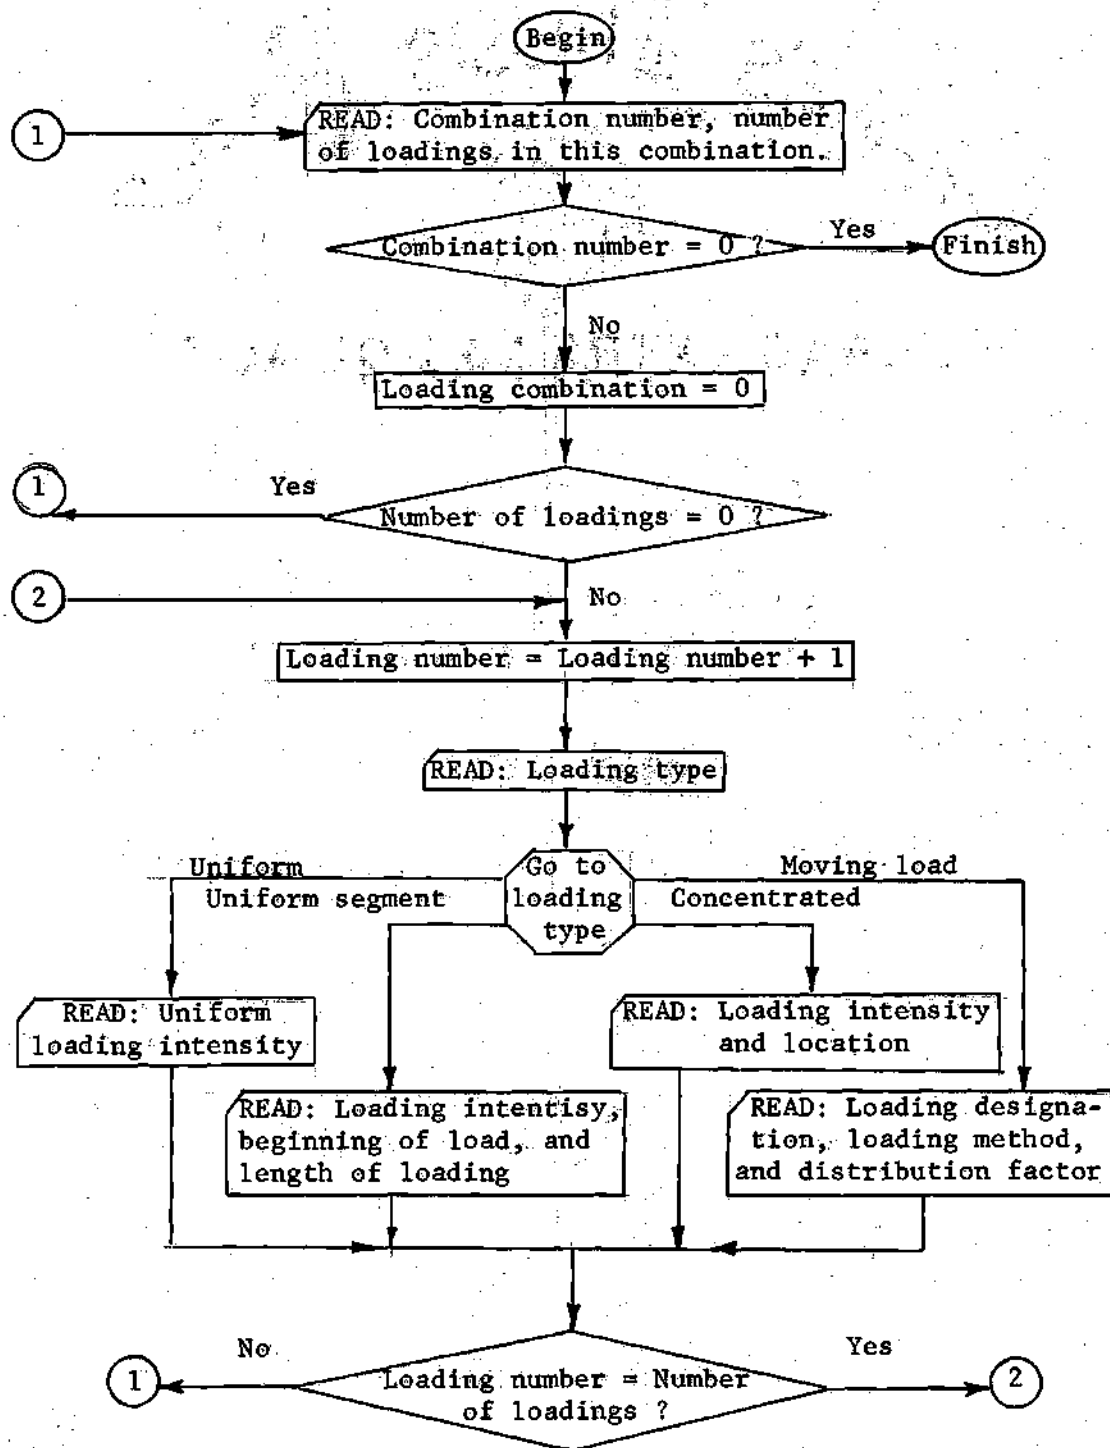 Begin
1
READ: Combination number, number
of loadings in this combination.
Combination number = 0 ?
Yes
Finish
No
Loading combination = 0
1
Yes
Number of loadings = 0 ?
2
No
Loading number = Loading number + 1
READ: Loading type
Go to
loading
type
Uniform
Uniform segment
Moving load
Concentrated
READ: Uniform
loading intensity
READ: Loading intensity
and location
READ: Loading intentisy,
beginning of load, and
length of loading
READ: Loading designa-
tion, loading method,
and distribution factor
No
Yes
1
Loading number = Number
of loadings ?
2